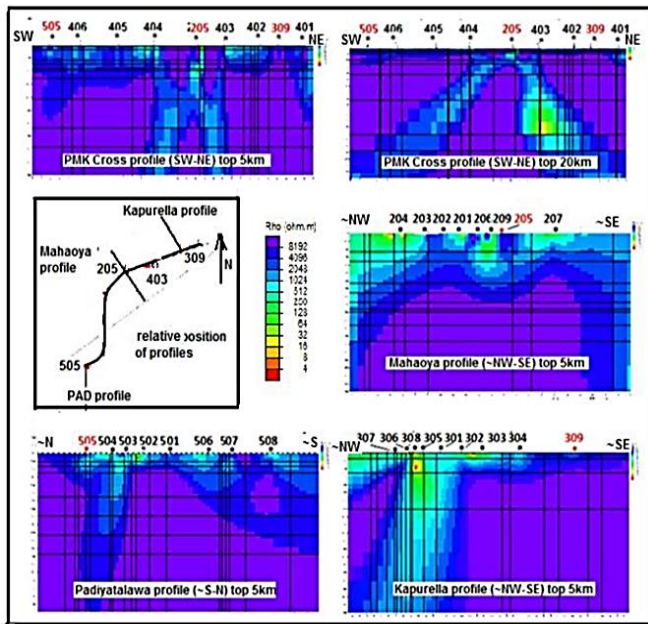 505 406 405 404 205 403 402 309 401
SW NE
PMK Cross profile (SW-NE) top 5km
505 406 405 404 205 403 309 401
SW NE
PMK Cross profile (SW-NE) top 20km
Kapurella profile
Mahaoya profile
205
309
403
N
relative position of profiles
505
PAD profile
Rho (ohm.m)
8192
4096
2048
1024
512
250
128
64
32
16
8
4
~NW 204 203 202 201 206 209 205 207 ~SE
Mahaoya profile (~NW-SE) top 5km
~N 505 504 503 502 501 506 507 508 ~S
Padiyatalawa profile (~S-N) top 5km
~NW 307 306 308 305 301 302 303 304 309 ~SE
Kapurella profile (~NW-SE) top 5km